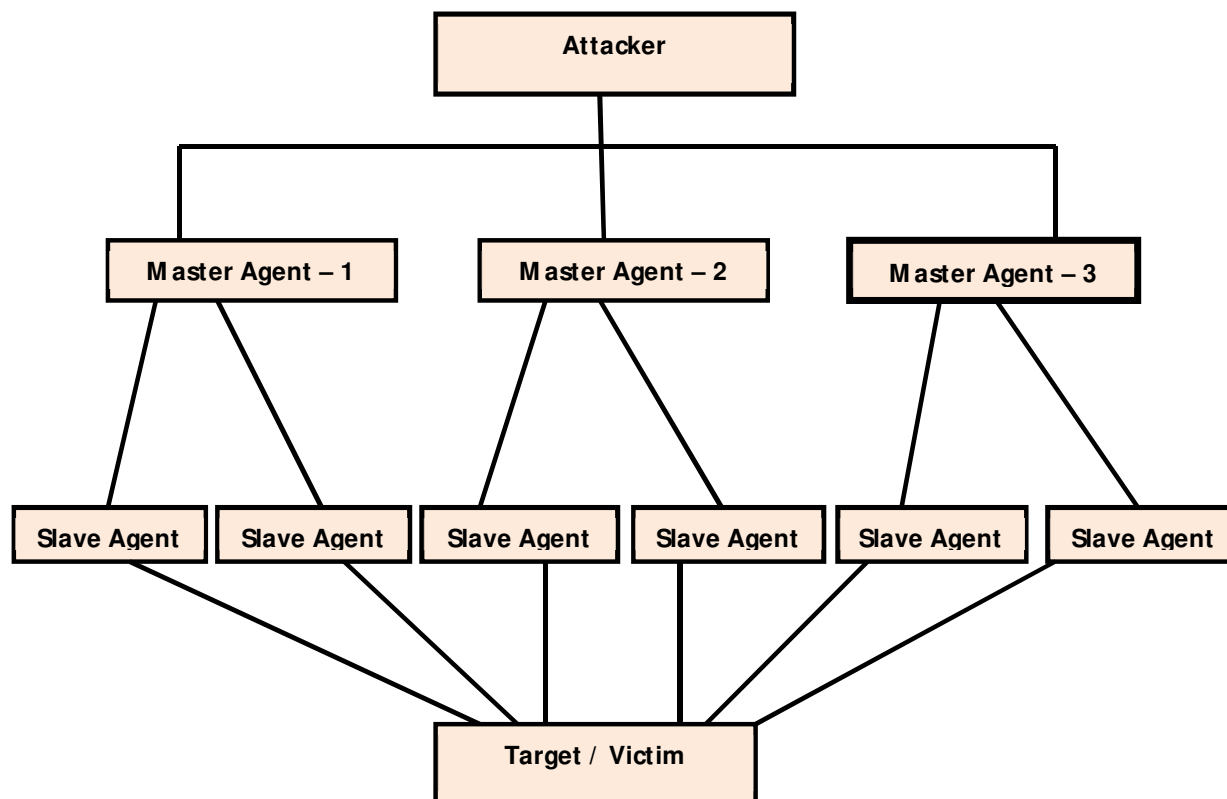 Attacker
Master Agent – 1
Master Agent – 2
Master Agent – 3
Slave Agent
Slave Agent
Slave Agent
Slave Agent
Slave Agent
Slave Agent
Target / Victim